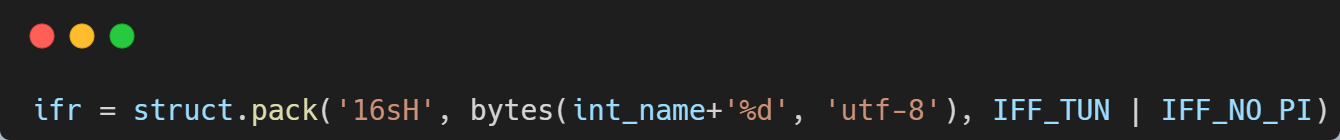 ifr = struct.pack('16sH', bytes(int_name+'%d', 'utf-8'), IFF_TUN | IFF_NO_PI)